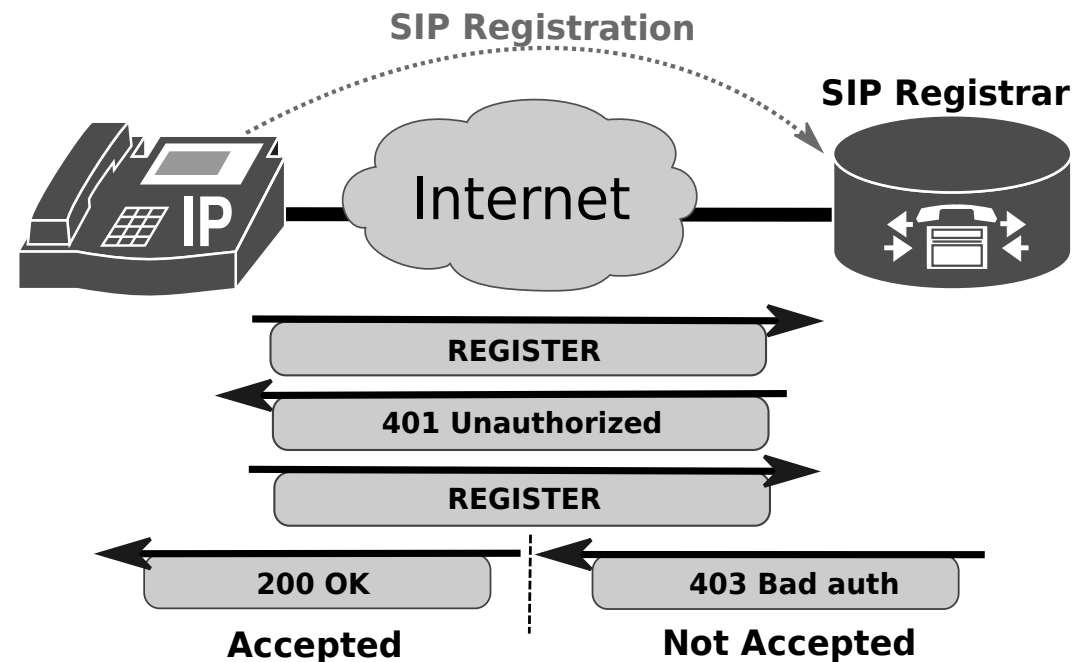 SIP Registration
SIP Registrar
IP
Internet
REGISTER
401 Unauthorized
REGISTER
200 OK
403 Bad auth
Accepted
Not Accepted